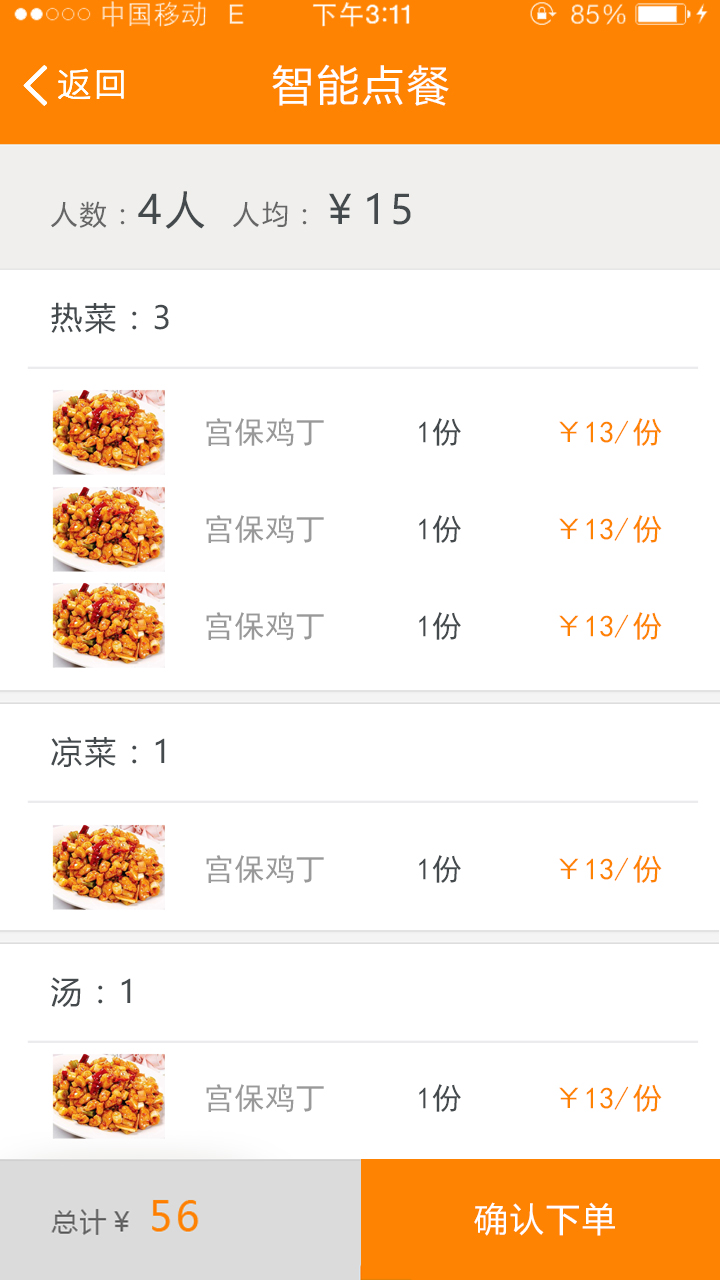 中国移动 E 下午3:11 85%
返回 智能点餐
人数：4人 人均：￥15
热菜：3
宫保鸡丁 1份 ￥13/份
宫保鸡丁 1份 ￥13/份
宫保鸡丁 1份 ￥13/份
凉菜：1
宫保鸡丁 1份 ￥13/份
汤：1
宫保鸡丁 1份 ￥13/份
总计￥ 56 确认下单